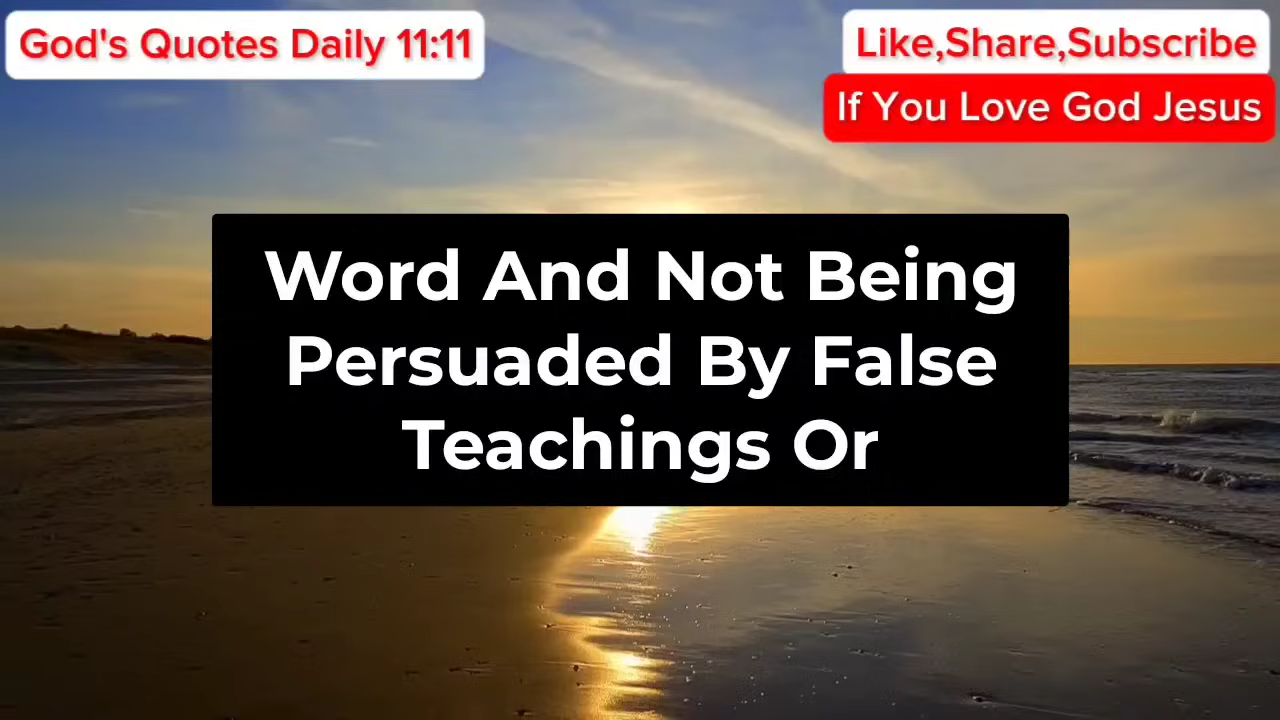 God's Quotes Daily 11:11
Like,Share,Subscribe
If You Love God Jesus
Word And Not Being
Persuaded By False
Teachings Or